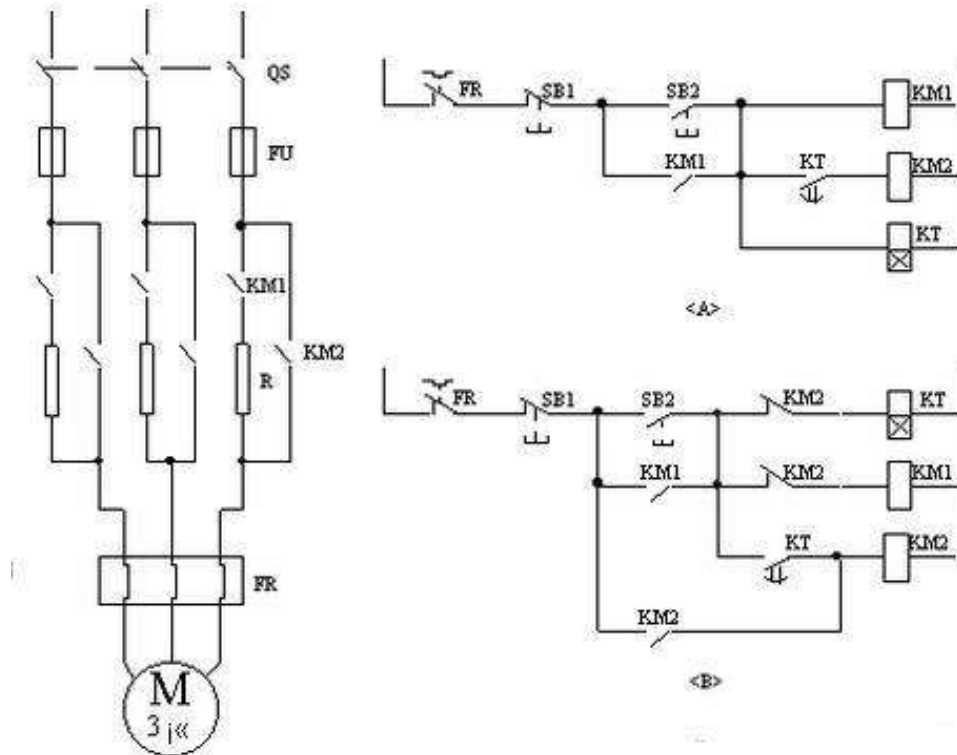 QS
FU
KM1
R
KM2
FR
M
3 j«
FR SB1 SB2 KM1
KM1 KT KM2
KT
<A>
FR SB1 SB2 KM2 KT
KM1 KM2 KM1
KT KM2
KM2
<B>